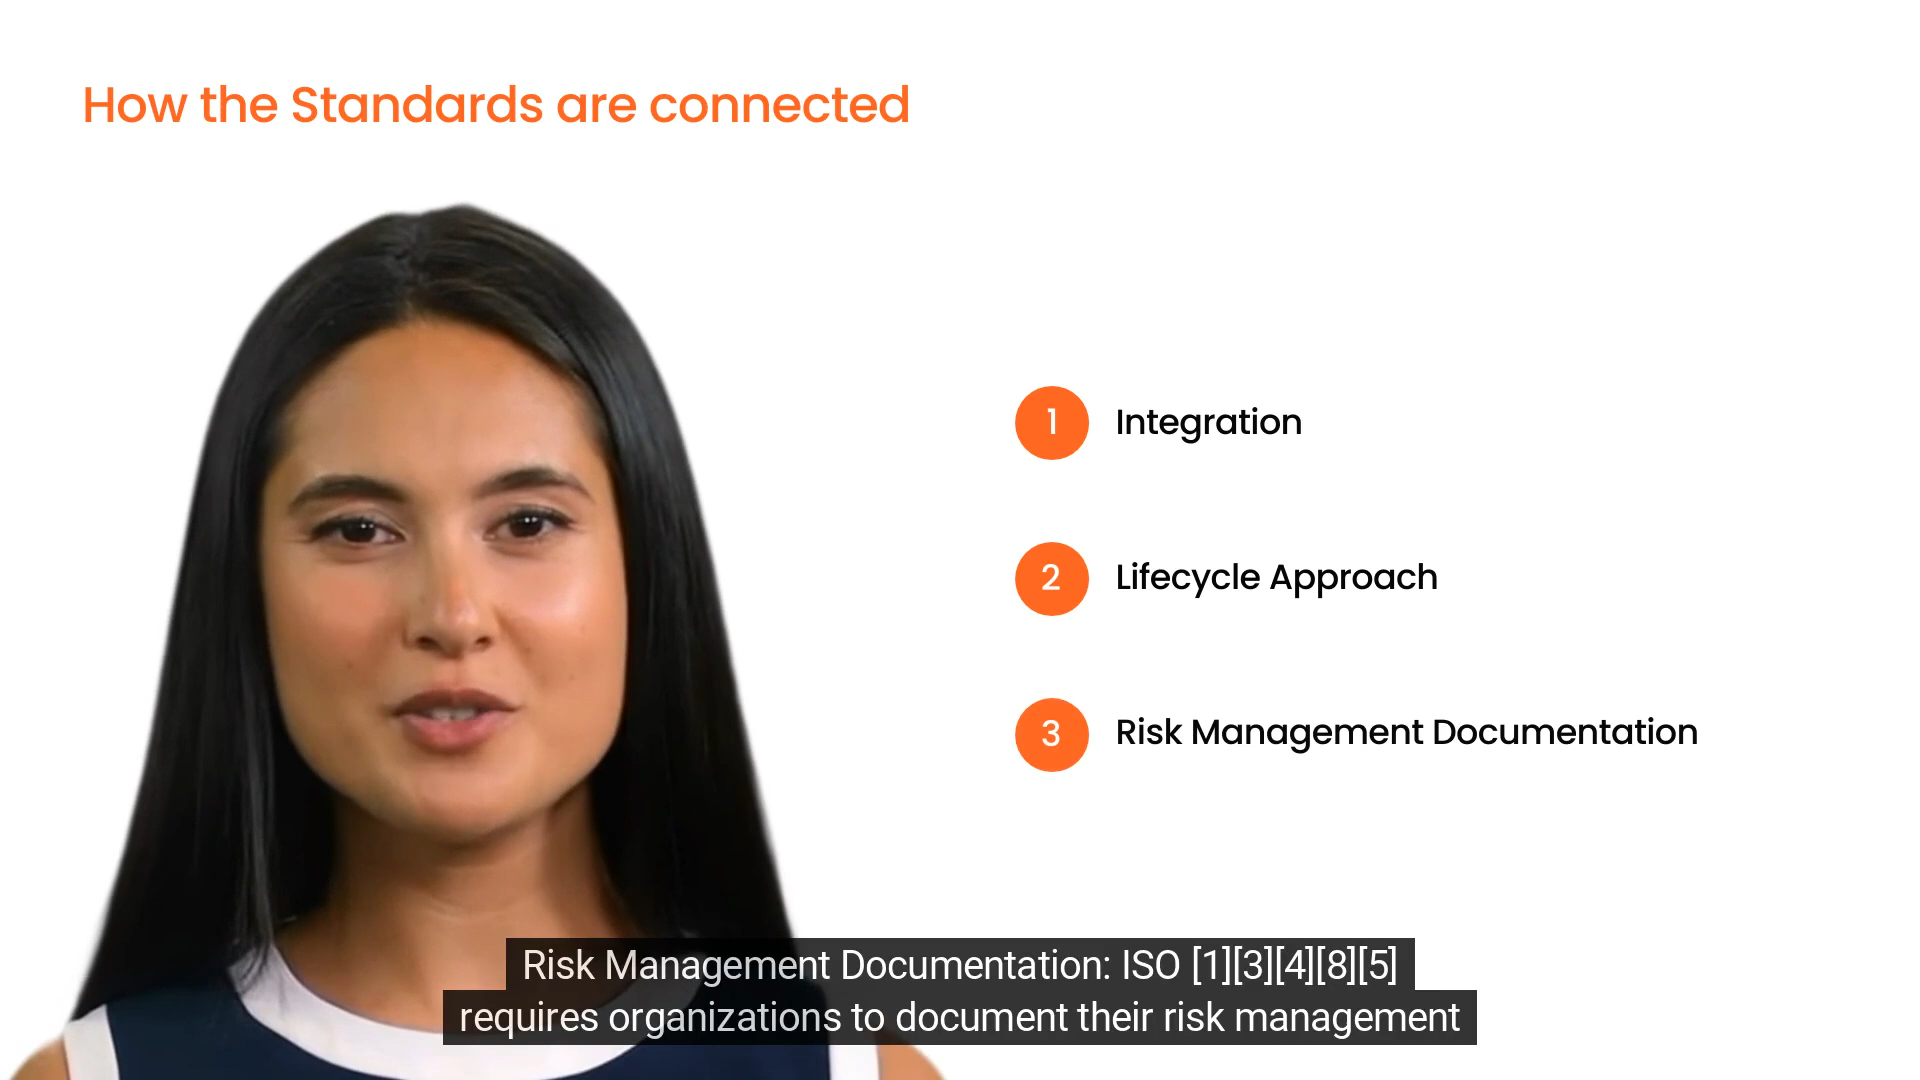 How the Standards are connected
1 Integration
2 Lifecycle Approach
3 Risk Management Documentation
Risk Management Documentation: ISO [1][3][4][8][5]
requires organizations to document their risk management